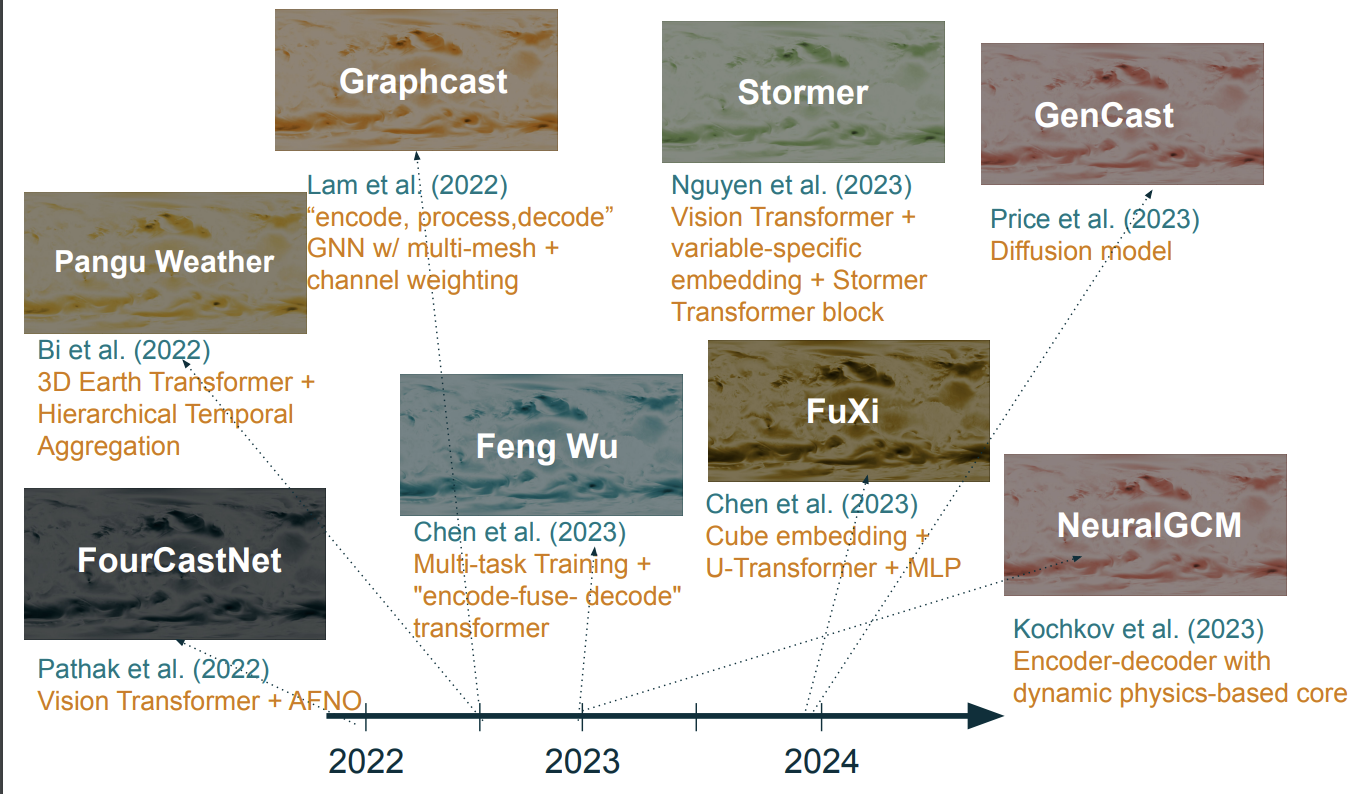 Graphcast
Lam et al. (2022)
“encode, process,decode”
GNN w/ multi-mesh +
channel weighting
Stormer
Nguyen et al. (2023)
Vision Transformer +
variable-specific
embedding + Stormer
Transformer block
GenCast
Price et al. (2023)
Diffusion model
Pangu Weather
Bi et al. (2022)
3D Earth Transformer +
Hierarchical Temporal
Aggregation
Feng Wu
Chen et al. (2023)
Multi-task Training +
"encode-fuse- decode"
transformer
FuXi
Chen et al. (2023)
Cube embedding +
U-Transformer + MLP
NeuralGCM
Kochkov et al. (2023)
Encoder-decoder with
dynamic physics-based core
FourCastNet
Pathak et al. (2022)
Vision Transformer + AFNO
2022
2023
2024